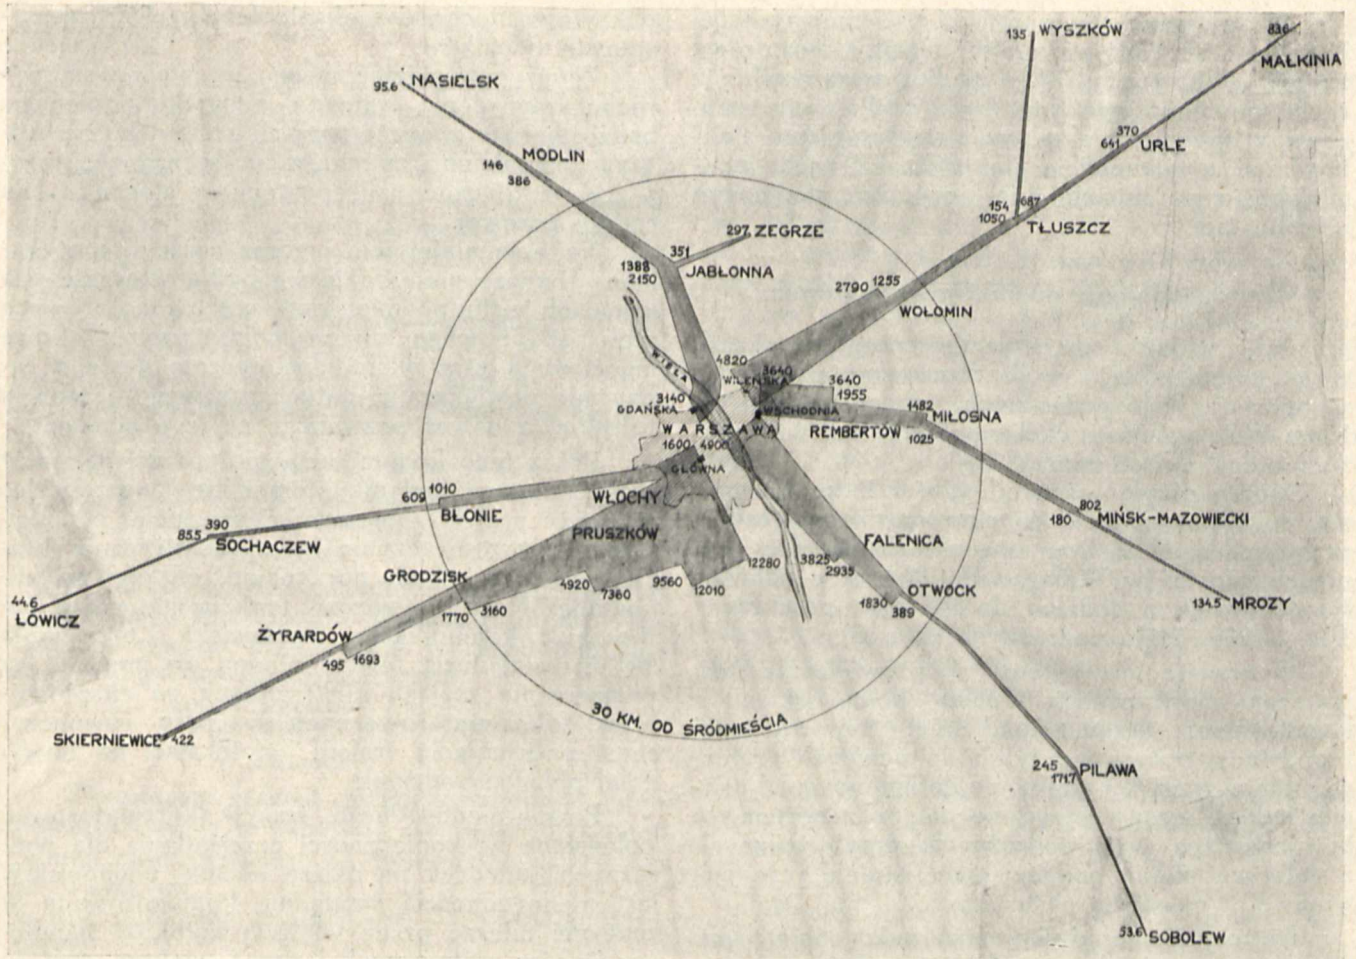 135 WYSZKÓW
836
MAŁKINIA
95.6 NASIELSK
370
641 URLE
MODLIN
146
386
154 687
1050
TŁUSZCZ
297 ZEGRZE
351
1388
2150
JABŁONNA
2790 1255
WOŁOMIN
WISŁA
4820
3640
WILEŃSKA
3640
1955
3140
GDAŃSKA
WSCHODNIA
1482
MIŁOSNA
WARSZAWA
REMBERTÓW
1025
1600 4900
GŁÓWNA
609 1010
BŁONIE
WŁOCHY
802
180
MIŃSK-MAZOWIECKI
390
85.5
SOCHACZEW
PRUSZKÓW
FALENICA
GRODZISK
4920
7360
9560
12010
12280
3825
2935
OTWOCK
1830
389
44.6
ŁOWICZ
3160
1770
134.5 MROZY
ŻYRARDÓW
495 1693
30 KM. OD ŚRÓDMIEŚCIA
SKIERNIEWICE 422
245
171.7
PILAWA
53.6 SOBOLEW